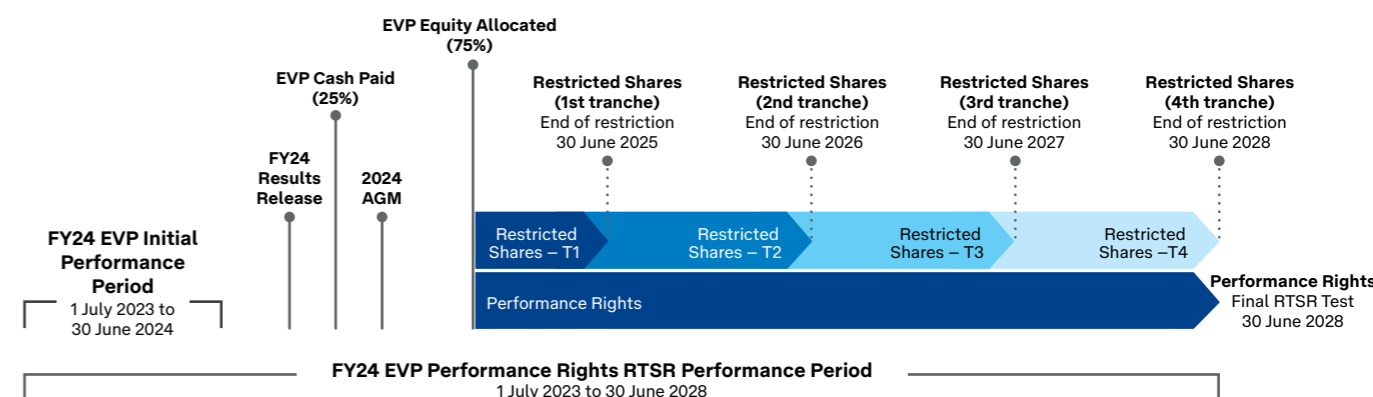 EVP Equity Allocated
(75%)
EVP Cash Paid
(25%)
Restricted Shares
(1st tranche)
End of restriction
30 June 2025
Restricted Shares
(2nd tranche)
End of restriction
30 June 2026
Restricted Shares
(3rd tranche)
End of restriction
30 June 2027
Restricted Shares
(4th tranche)
End of restriction
30 June 2028
FY24
Results
Release
2024
AGM
FY24 EVP Initial
Performance
Period
1 July 2023 to
30 June 2024
Restricted
Shares – T1
Restricted
Shares – T2
Restricted
Shares – T3
Restricted
Shares –T4
Performance Rights
Performance Rights
Final RTSR Test
30 June 2028
FY24 EVP Performance Rights RTSR Performance Period
1 July 2023 to 30 June 2028